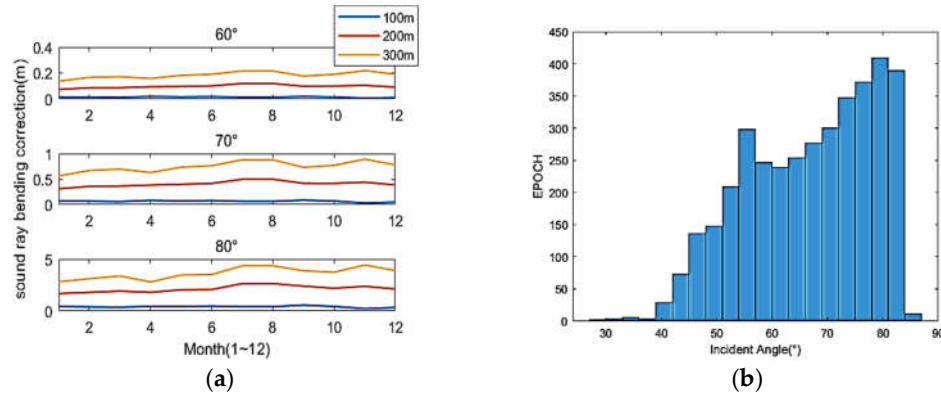 60°
100m
200m
300m
0.4
0.2
0
2 4 6 8 10 12
70°
1
0.5
0
2 4 6 8 10 12
80°
5
0
2 4 6 8 10 12
sound ray bending correction(m)
Month(1~12)
(a)
450
400
350
300
250
200
150
100
50
0
EPOCH
30 40 50 60 70 80 90
Incident Angle(°)
(b)